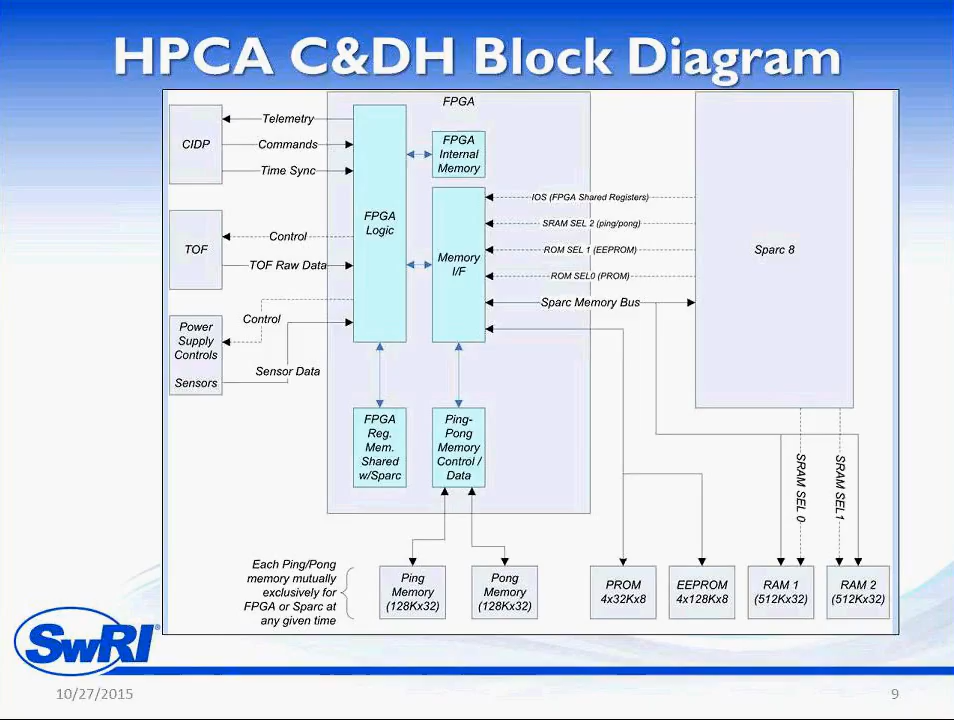 HPCA C&DH Block Diagram
FPGA
CIDP
Telemetry
Commands
Time Sync
FPGA
Internal
Memory
FPGA
Logic
TOF
Control
TOF Raw Data
Memory
I/F
IOS (FPGA Shared Registers)
SRAM SEL 2 (ping/pong)
ROM SEL 1 (EEPROM)
ROM SEL0 (PROM)
Sparc Memory Bus
Sparc 8
Power
Supply
Controls
Sensors
Control
Sensor Data
FPGA
Reg.
Mem.
Shared
w/Sparc
Ping-
Pong
Memory
Control /
Data
SRAM SEL 0
SRAM SEL1
Each Ping/Pong
memory mutually
exclusively for
FPGA or Sparc at
any given time
Ping
Memory
(128Kx32)
Pong
Memory
(128Kx32)
PROM
4x32Kx8
EEPROM
4x128Kx8
RAM 1
(512Kx32)
RAM 2
(512Kx32)
SwRI®
10/27/2015
9